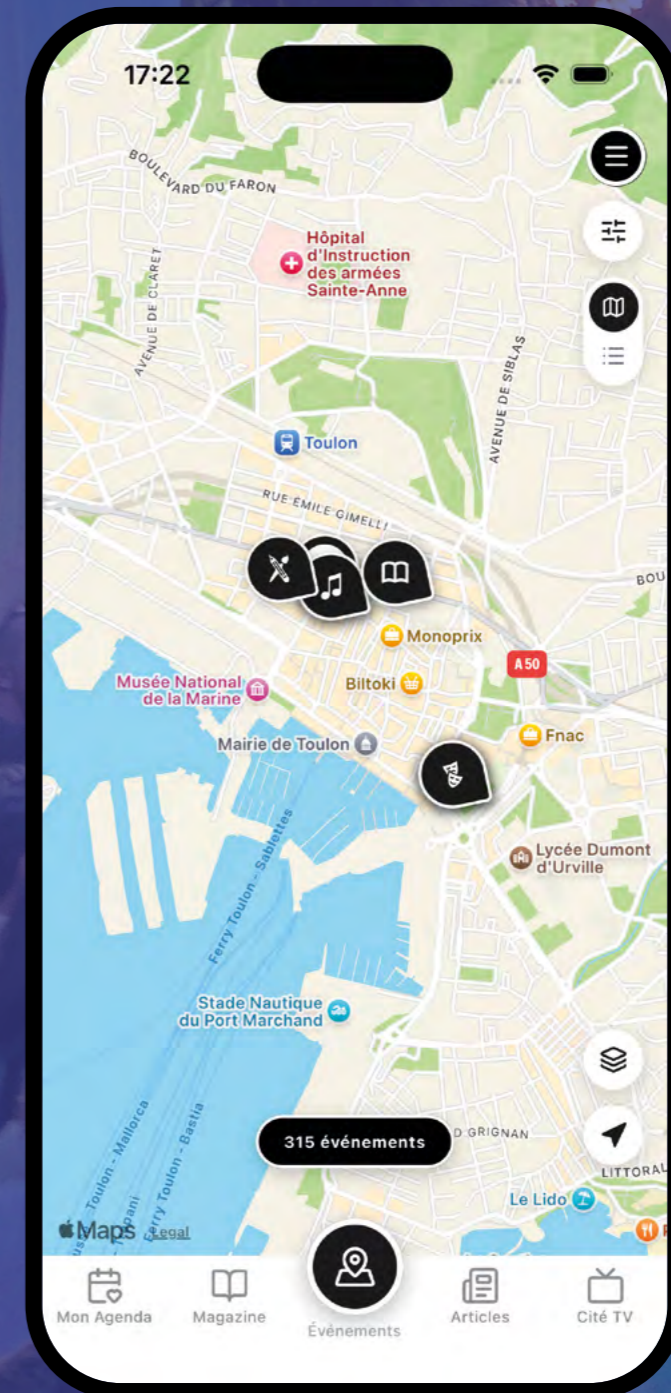 17:22
BOULEVARD DU FARON
Hôpital
d'Instruction
des armées
Sainte-Anne
AVENUE DE CLARET
AVENUE DE SIBLAS
Toulon
RUE ÉMILE GIMELLI
BOU
Monoprix
A50
Musée National
de la Marine
Biltoki
Mairie de Toulon
Fnac
Lycée Dumont
d'Urville
Ferry Toulon - Sablettes
Stade Nautique
du Port Marchand
315 événements
D GRIGNAN
LITTORAL
Le Lido
Toulon - Mallorca
Ferry Toulon - Bastia
Maps
Legal
Mon Agenda
Magazine
Évènements
Articles
Cité TV